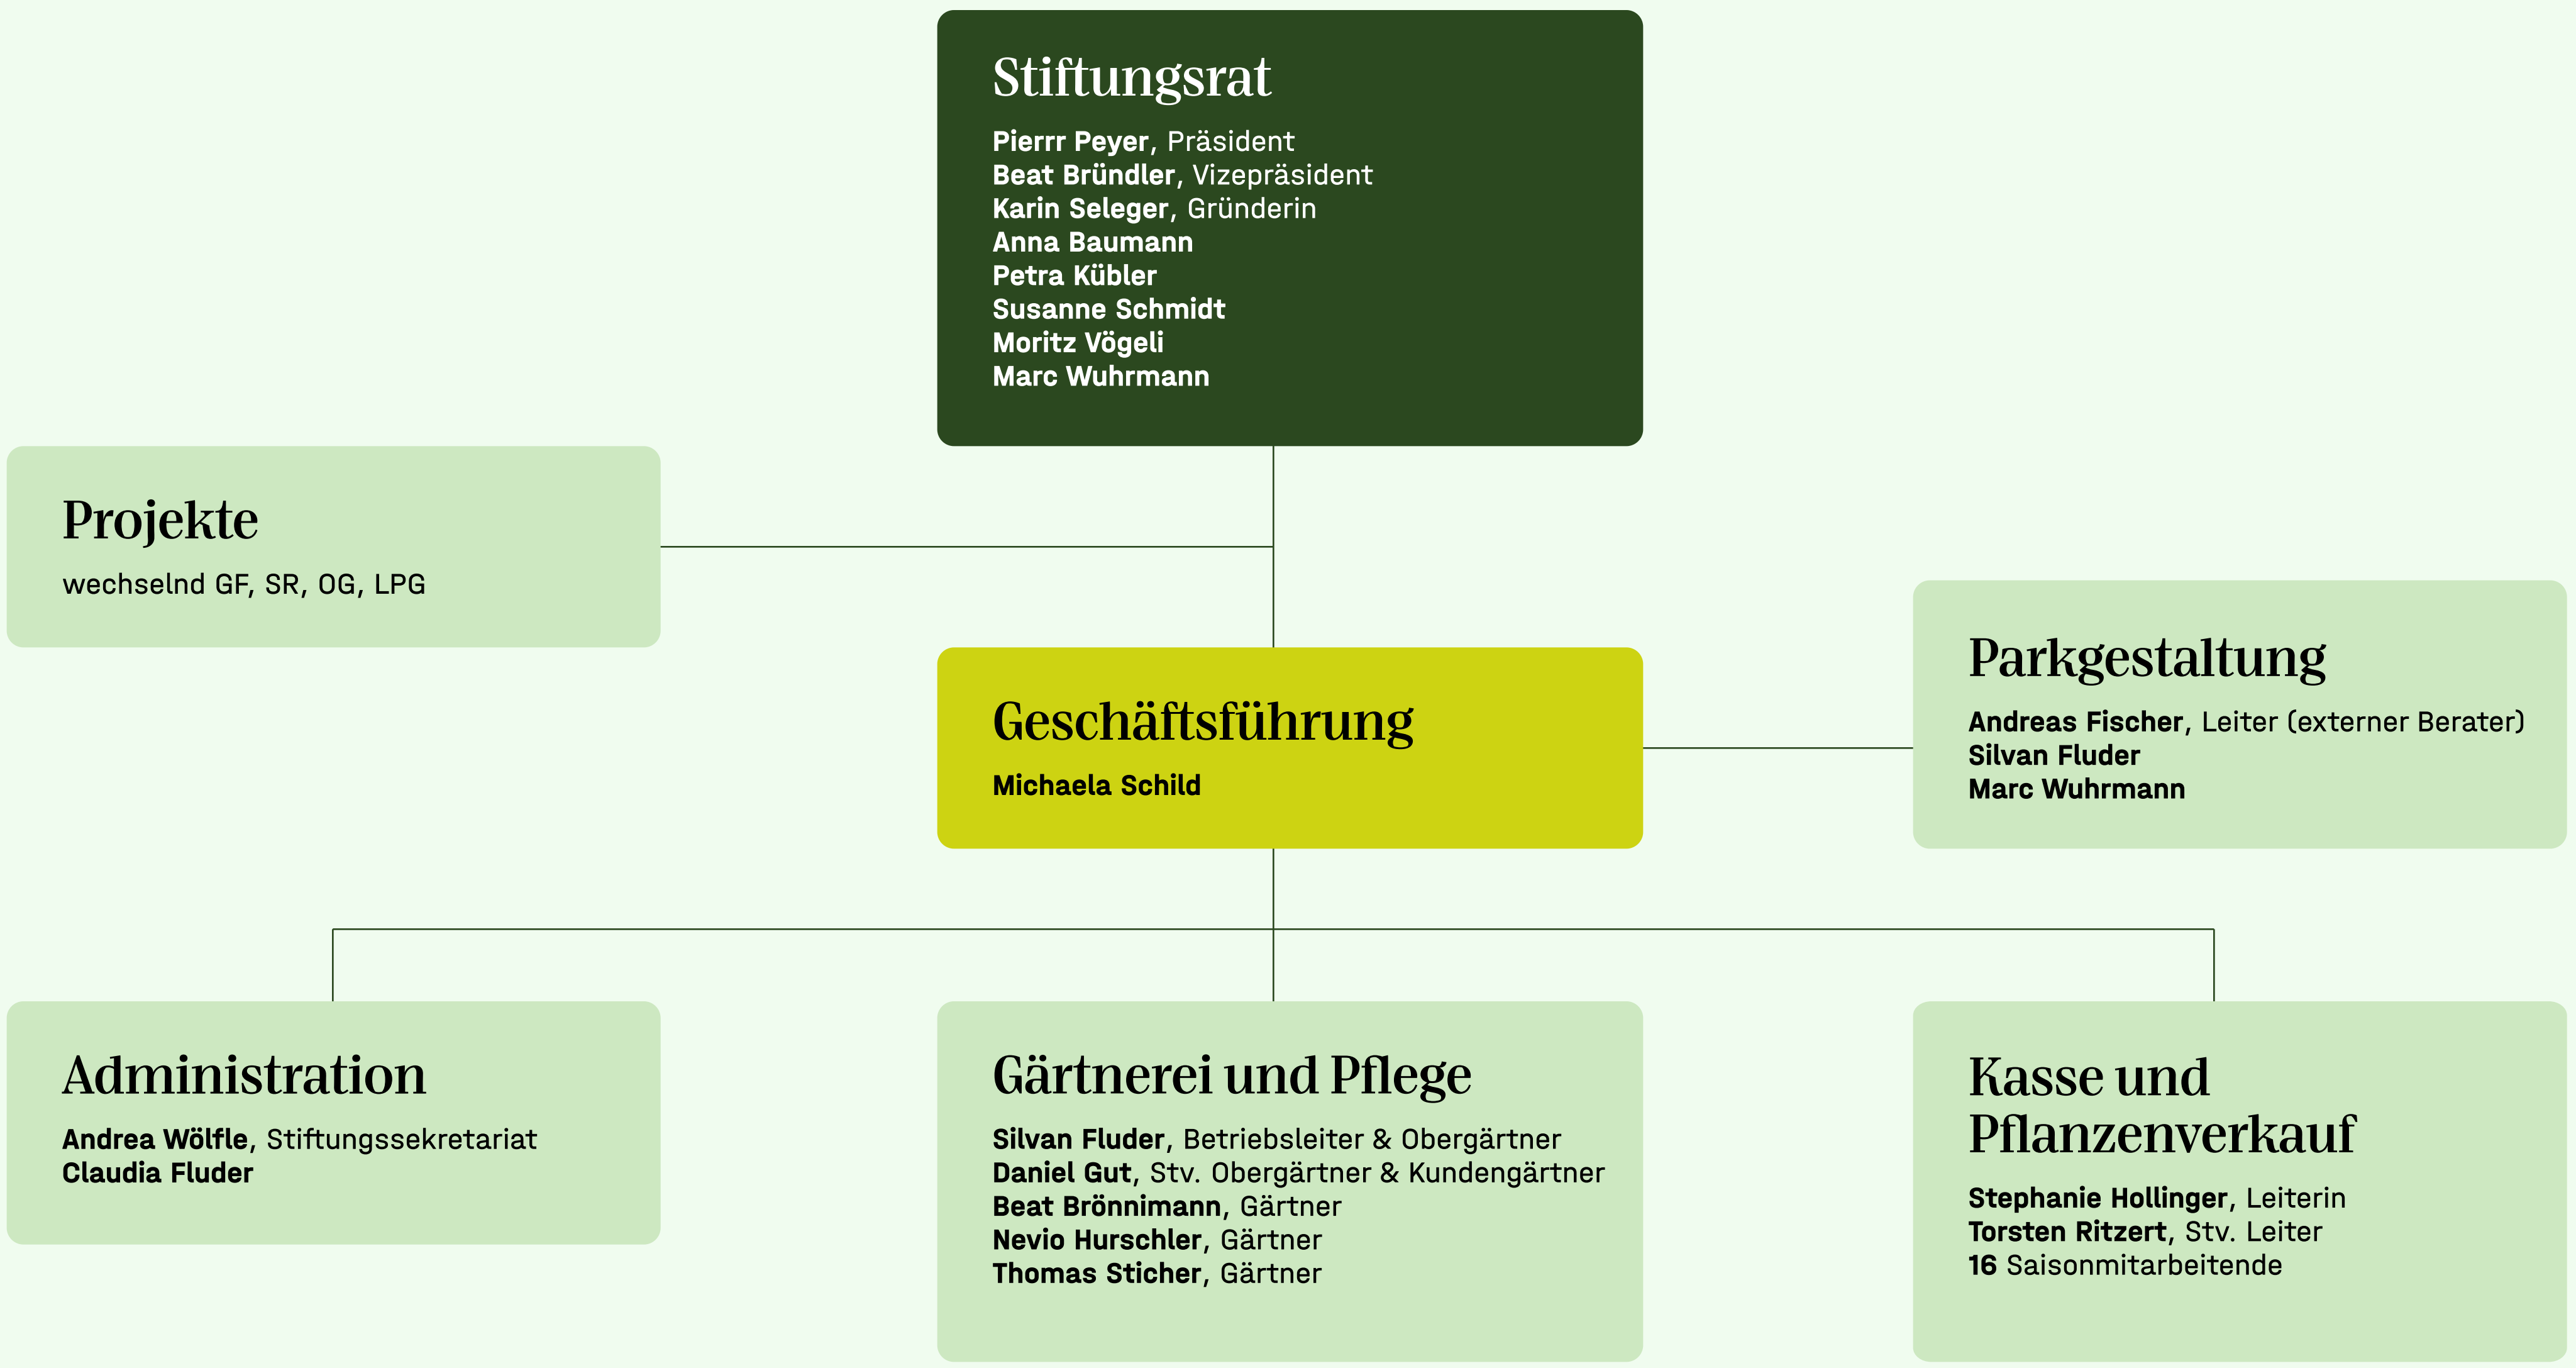 Stiftungsrat
Pierrr Peyer, Präsident
Beat Bründler, Vizepräsident
Karin Seleger, Gründerin
Anna Baumann
Petra Kübler
Susanne Schmidt
Moritz Vögeli
Marc Wuhrmann
Projekte
wechselnd GF, SR, OG, LPG
Geschäftsführung
Michaela Schild
Parkgestaltung
Andreas Fischer, Leiter (externer Berater)
Silvan Fluder
Marc Wuhrmann
Administration
Andrea Wölfle, Stiftungssekretariat
Claudia Fluder
Gärtnerei und Pflege
Silvan Fluder, Betriebsleiter & Obergärtner
Daniel Gut, Stv. Obergärtner & Kundengärtner
Beat Brönnimann, Gärtner
Nevio Hurschler, Gärtner
Thomas Sticher, Gärtner
Kasse und
Pflanzenverkauf
Stephanie Hollinger, Leiterin
Torsten Ritzert, Stv. Leiter
16 Saisonmitarbeitende